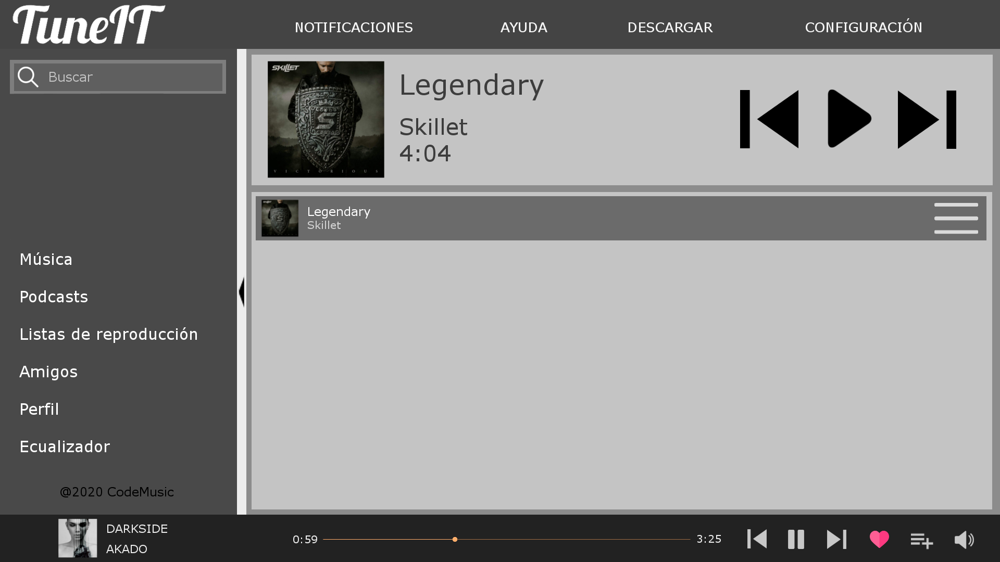 TuneIT
NOTIFICACIONES
AYUDA
DESCARGAR
CONFIGURACIÓN
Buscar
SKILLET
VICTORIOUS
Legendary
Skillet
4:04
Legendary
Skillet
Música
Podcasts
Listas de reproducción
Amigos
Perfil
Ecualizador
@2020 CodeMusic
DARKSIDE
AKADO
0:59
3:25